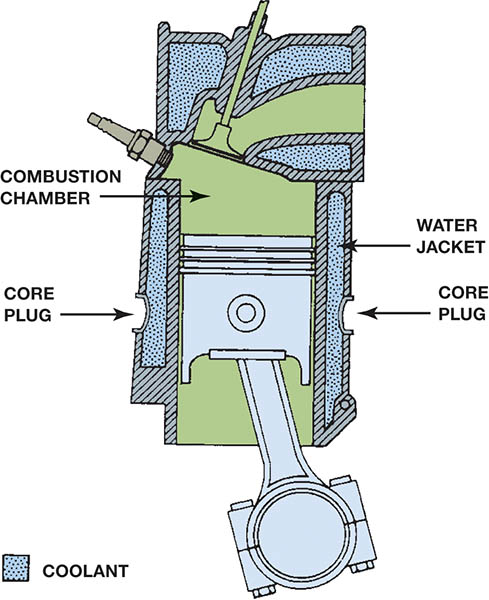 COMBUSTION
CHAMBER
WATER
JACKET
CORE
PLUG
CORE
PLUG
COOLANT